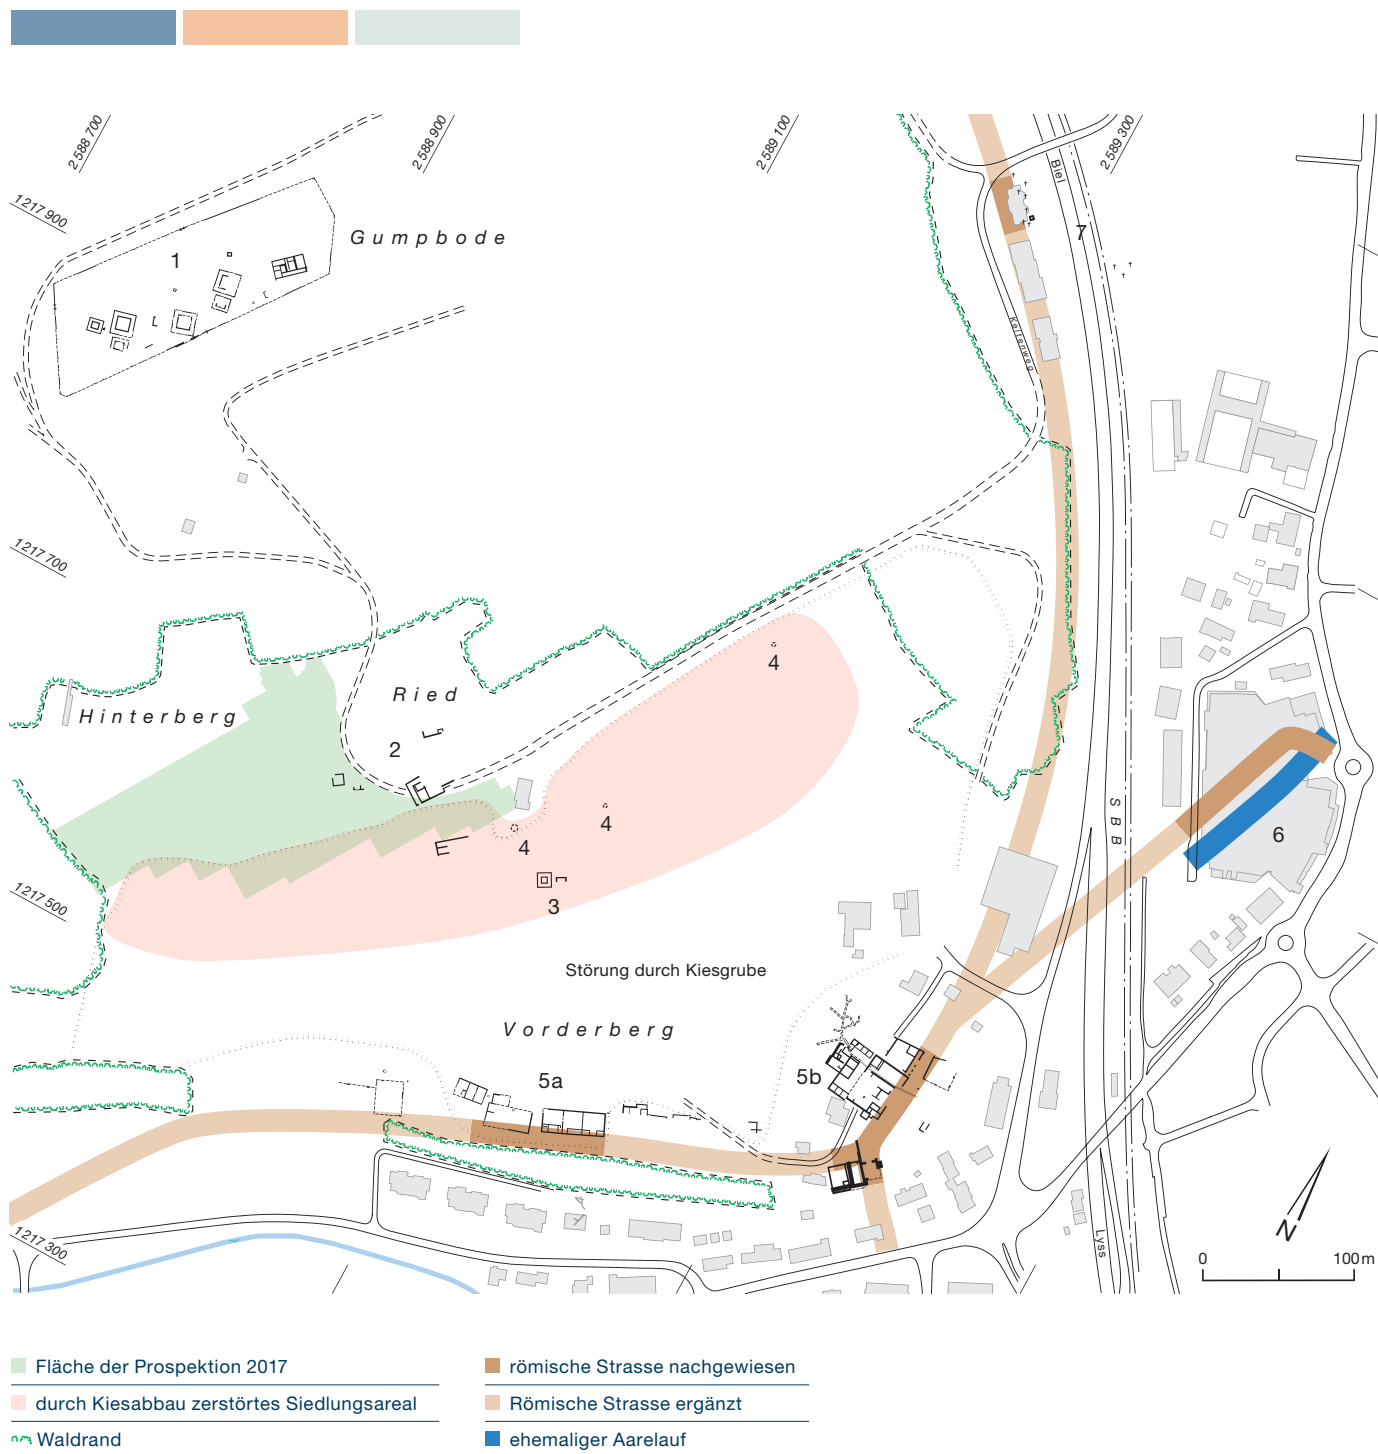 2 588 700
2 588 900
2 589 100
2 589 300
1 217 900
Biel
Gumpbode
7
1
Keltenweg
1 217 700
4
Ried
Hinterberg
2
SBB
4
6
4
1 217 500
3
Störung durch Kiesgrube
Vorderberg
5a
5b
1 217 300
Lyss
N
0 100 m
Fläche der Prospektion 2017
durch Kiesabbau zerstörtes Siedlungsareal
Waldrand
römische Strasse nachgewiesen
Römische Strasse ergänzt
ehemaliger Aarelauf